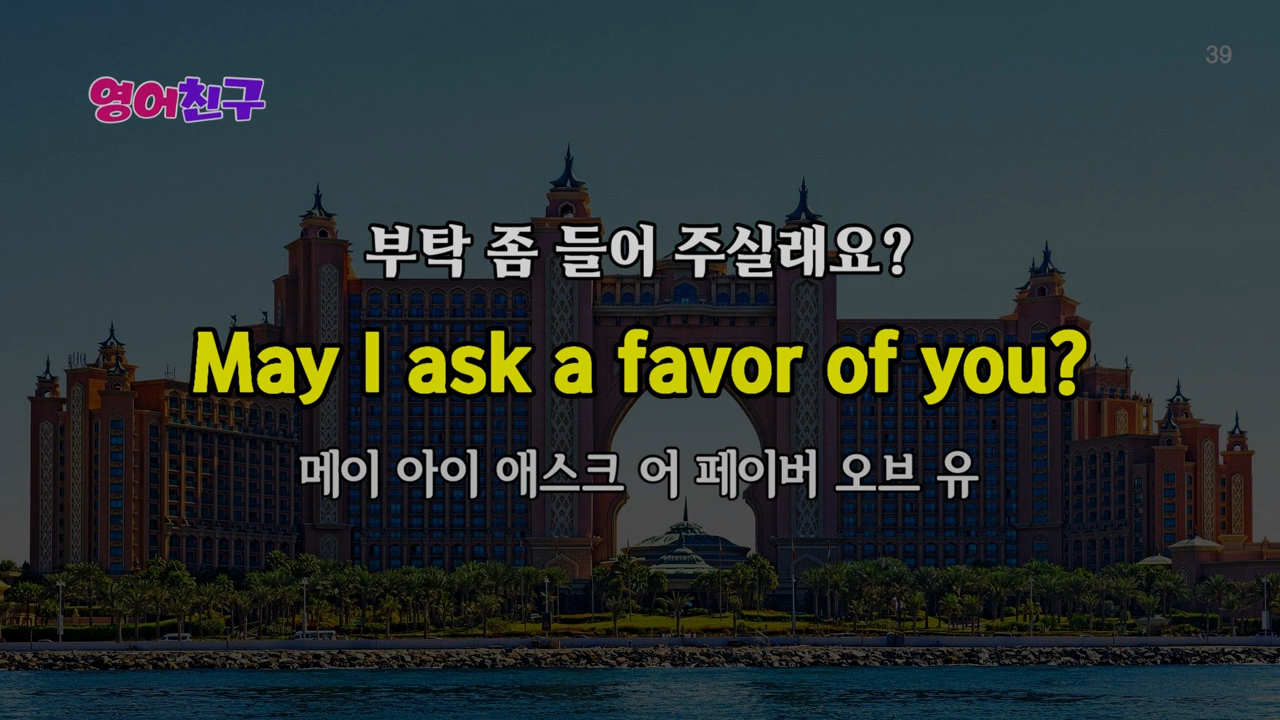 39
영어친구
부탁 좀 들어 주실래요?
May I ask a favor of you?
메이 아이 애스크 어 페이버 오브 유